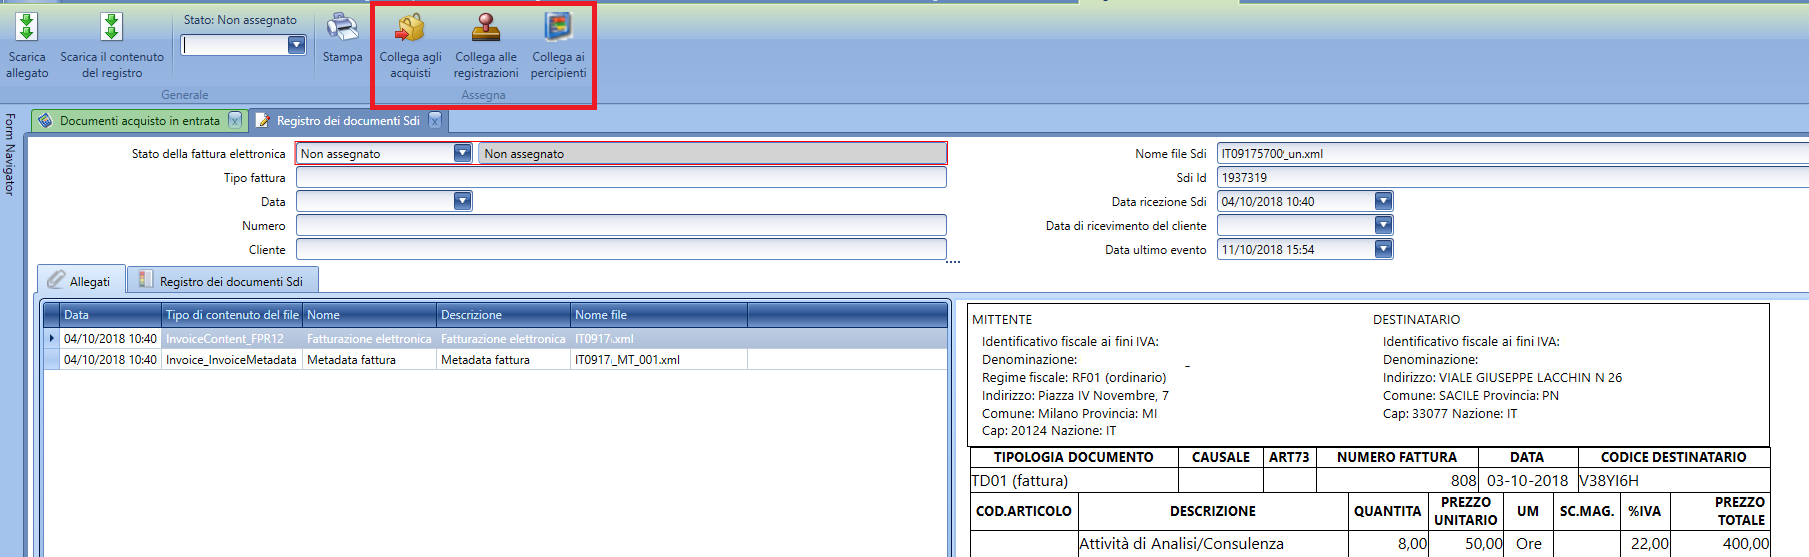 Stato: Non assegnato
Scarica allegato
Scarica il contenuto del registro
Stampa
Collega agli acquisti
Collega alle registrazioni
Collega ai percipienti
Generale
Assegna
Form Navigator
Documenti acquisto in entrata x
Registro dei documenti Sdi x
Stato della fattura elettronica Non assegnato Non assegnato
Tipo fattura
Data
Numero
Cliente
Nome file Sdi IT09175700'_un.xml
Sdi Id 1937319
Data ricezione Sdi 04/10/2018 10:40
Data di ricevimento del cliente
Data ultimo evento 11/10/2018 15:54
Allegati
Registro dei documenti Sdi
Data Tipo di contenuto del file Nome Descrizione Nome file
04/10/2018 10:40 InvoiceContent_FPR12 Fatturazione elettronica Fatturazione elettronica IT0917.xml
04/10/2018 10:40 Invoice_InvoiceMetadata Metadata fattura Metadata fattura IT0917_MT_001.xml
MITTENTE
Identificativo fiscale ai fini IVA:
Denominazione:
Regime fiscale: RF01 (ordinario)
Indirizzo: Piazza IV Novembre, 7
Comune: Milano Provincia: MI
Cap: 20124 Nazione: IT
DESTINATARIO
Identificativo fiscale ai fini IVA:
Denominazione:
Indirizzo: VIALE GIUSEPPE LACCHIN N 26
Comune: SACILE Provincia: PN
Cap: 33077 Nazione: IT
TIPOLOGIA DOCUMENTO CAUSALE ART73 NUMERO FATTURA DATA CODICE DESTINATARIO
TD01 (fattura) 808 03-10-2018 V38YI6H
COD.ARTICOLO DESCRIZIONE QUANTITA PREZZO UNITARIO UM SC.MAG. %IVA PREZZO TOTALE
Attività di Analisi/Consulenza 8,00 50,00 Ore 22,00 400,00